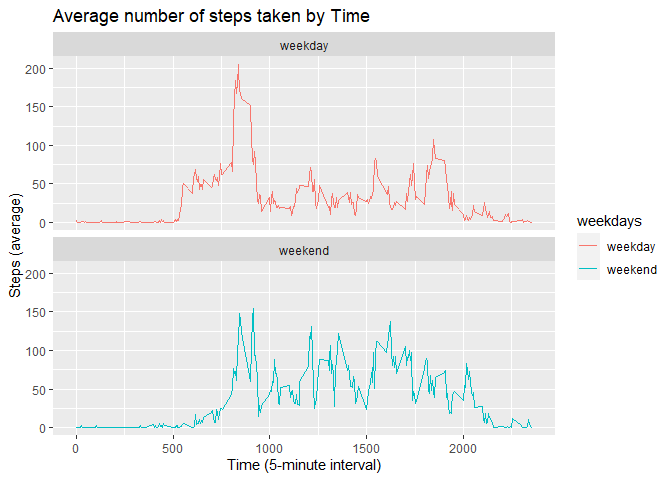 Average number of steps taken by Time
weekday
200
150
100
50
0
weekend
200
150
100
50
0
Steps (average)
0
500
1000
1500
2000
Time (5-minute interval)
weekdays
weekday
weekend